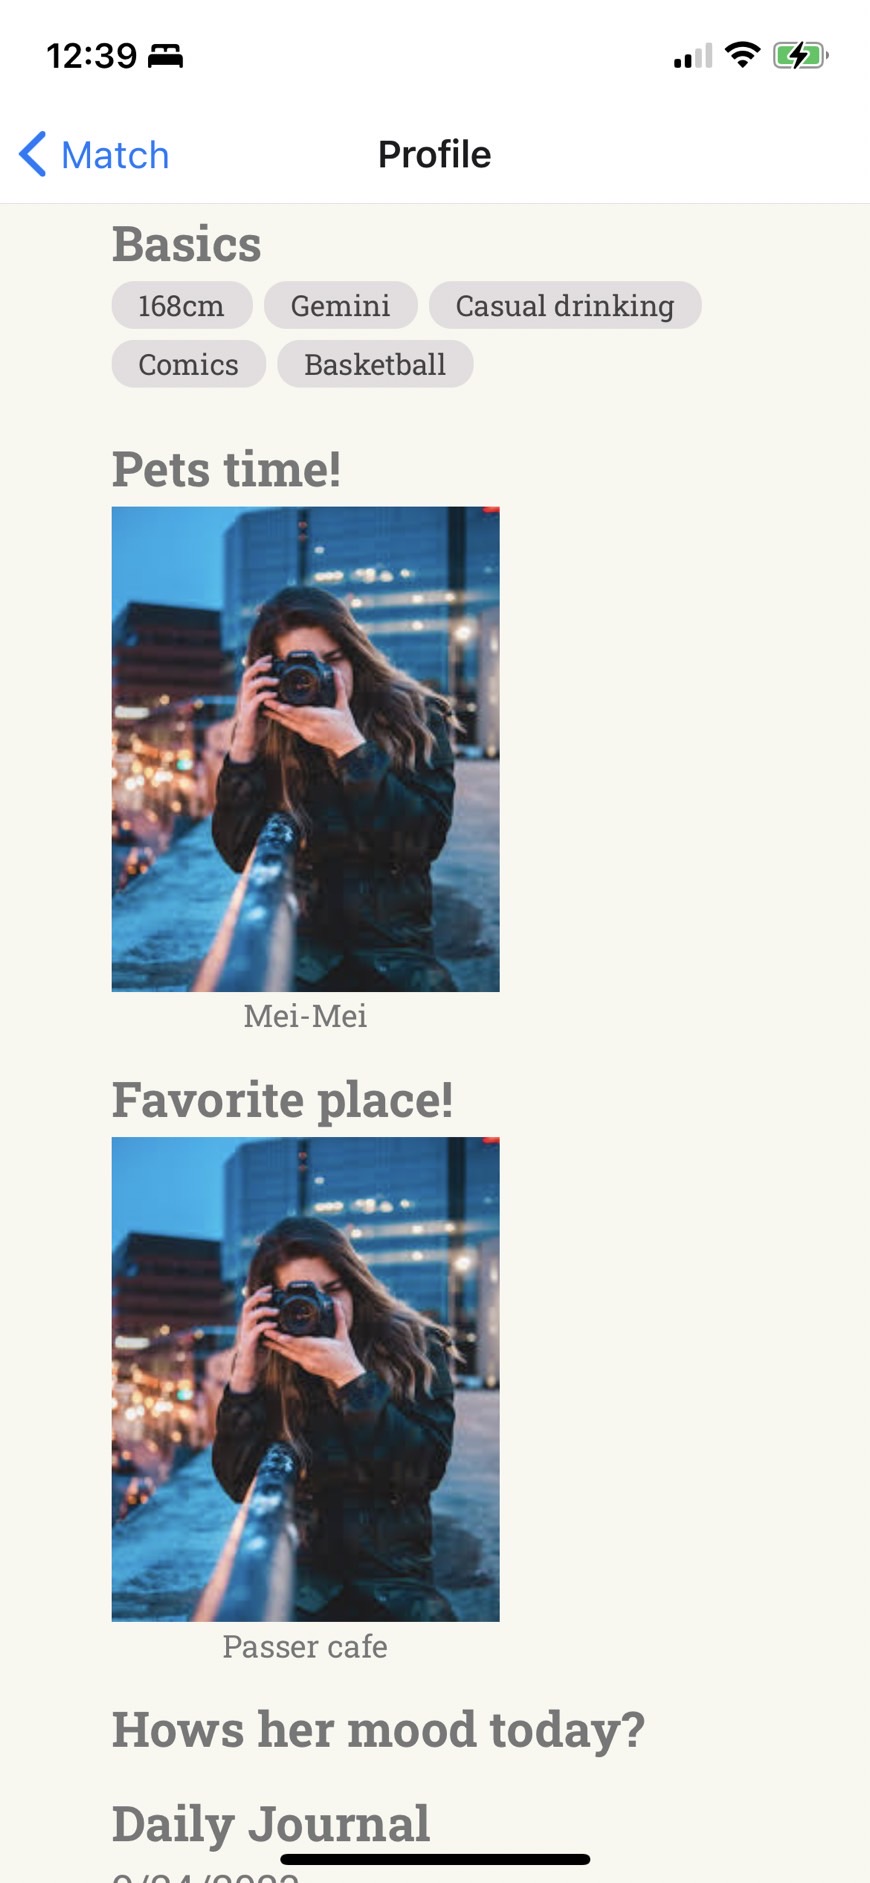 12:39
Match
Profile
Basics
168cm
Gemini
Casual drinking
Comics
Basketball
Pets time!
Mei-Mei
Favorite place!
Passer cafe
Hows her mood today?
Daily Journal